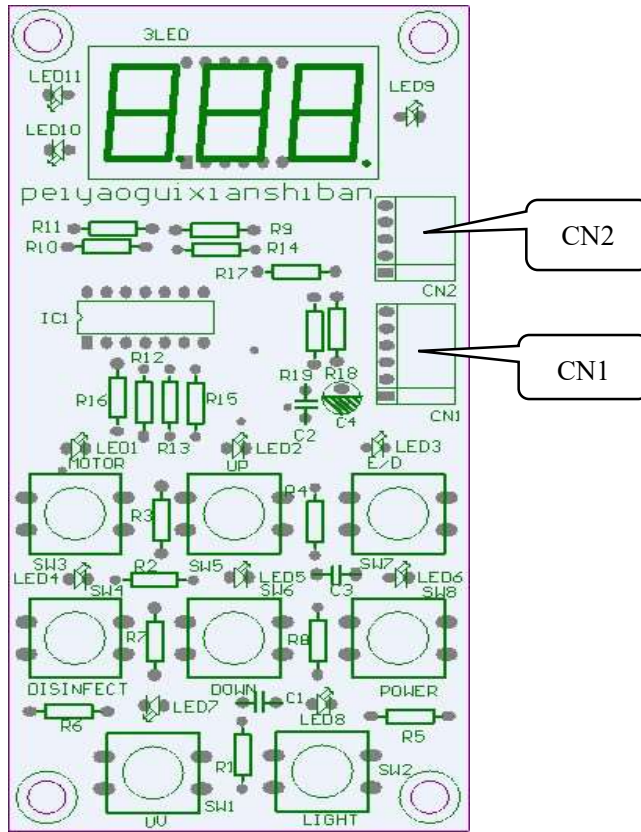 3LED
LED11
LED9
LED10
peiyaoguixianshiban
R11
R9
R10
R14
R17
CN2
CN2
IC1
R12
R19
R18
CN1
R16
R15
CN1
R13
C2
C4
LED1
LED2
LED3
MOTOR
UP
E/D
R3
R4
SW3
SW5
SW7
LED4
R2
LED5
LED6
SW4
SW6
C3
SW8
R7
R8
DISINFECT
DOWN
POWER
LED7
C1
R6
LED8
R5
R1
SW2
SW1
UV
LIGHT